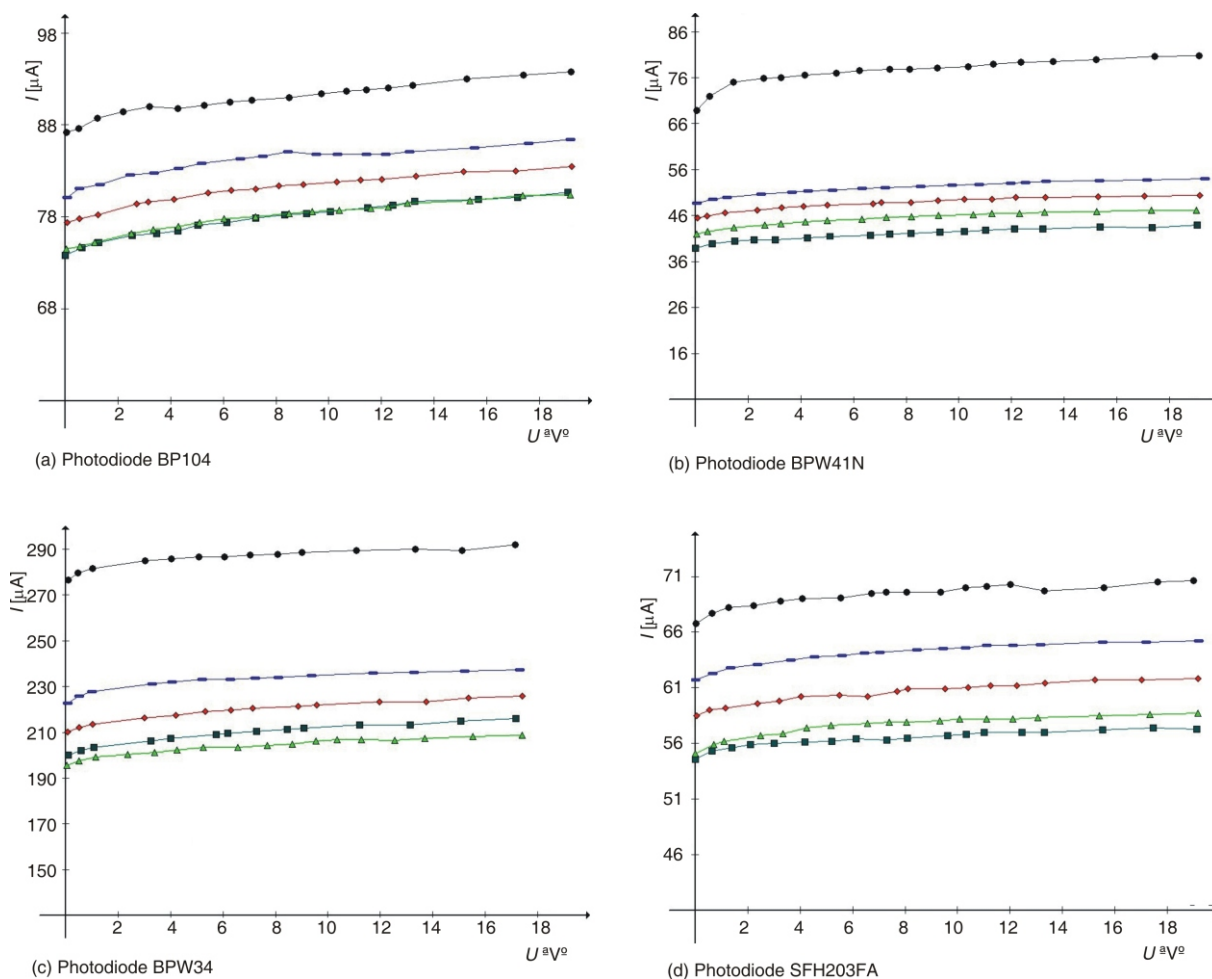 I [µA]
98
88
78
68
2 4 6 8 10 12 14 16 18
U ªVº
(a) Photodiode BP104
I [µA]
86
76
66
56
46
36
26
16
2 4 6 8 10 12 14 16 18
U ªVº
(b) Photodiode BPW41N
I [µA]
290
270
250
230
210
190
170
150
2 4 6 8 10 12 14 16 18
U ªVº
(c) Photodiode BPW34
I [µA]
71
66
61
56
51
46
2 4 6 8 10 12 14 16 18
U ªVº
(d) Photodiode SFH203FA